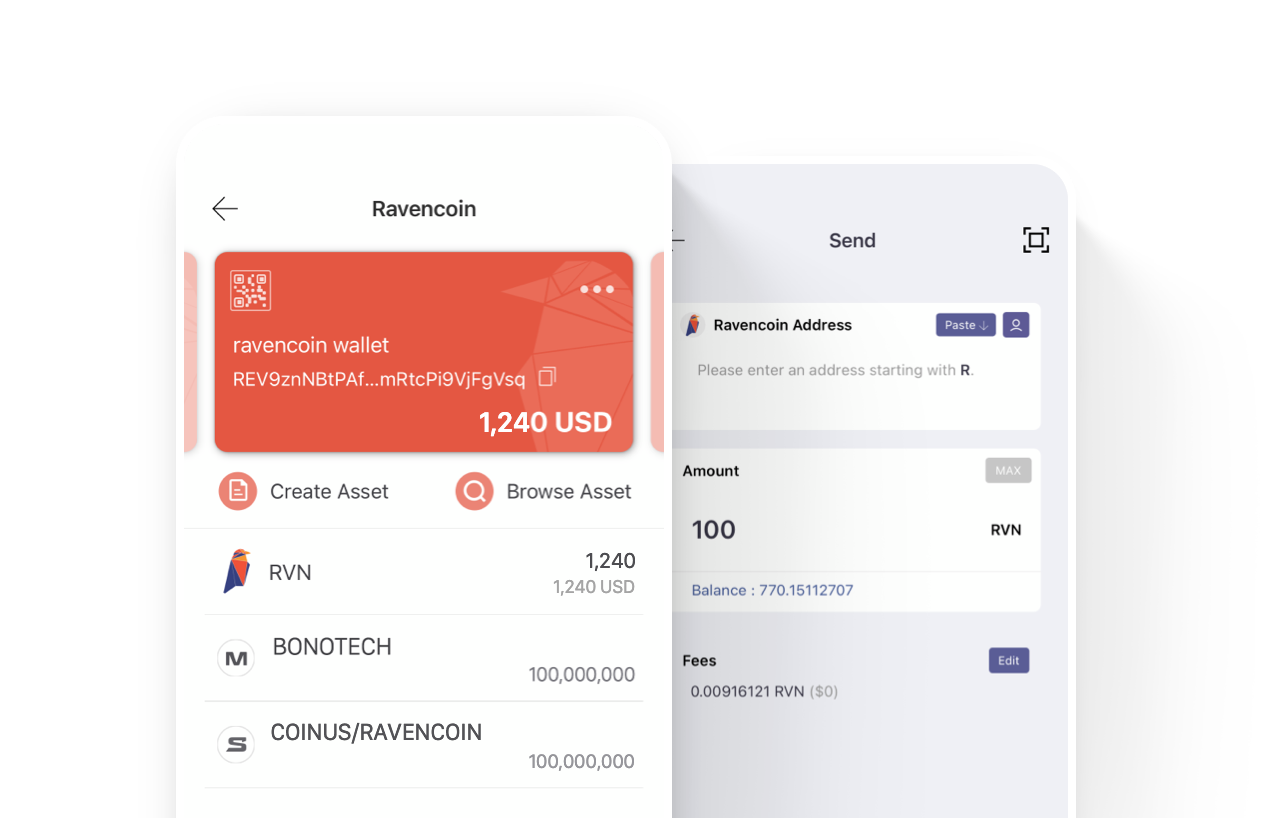 Ravencoin
ravencoin wallet
REV9znNBtPAf...mRtcPi9VjFgVsq
1,240 USD
Create Asset
Browse Asset
RVN
1,240
1,240 USD
BONOTECH
100,000,000
COINUS/RAVENCOIN
100,000,000
Send
Ravencoin Address
Paste ↓
Please enter an address starting with R.
Amount
MAX
100
RVN
Balance : 770.15112707
Fees
Edit
0.00916121 RVN ($0)